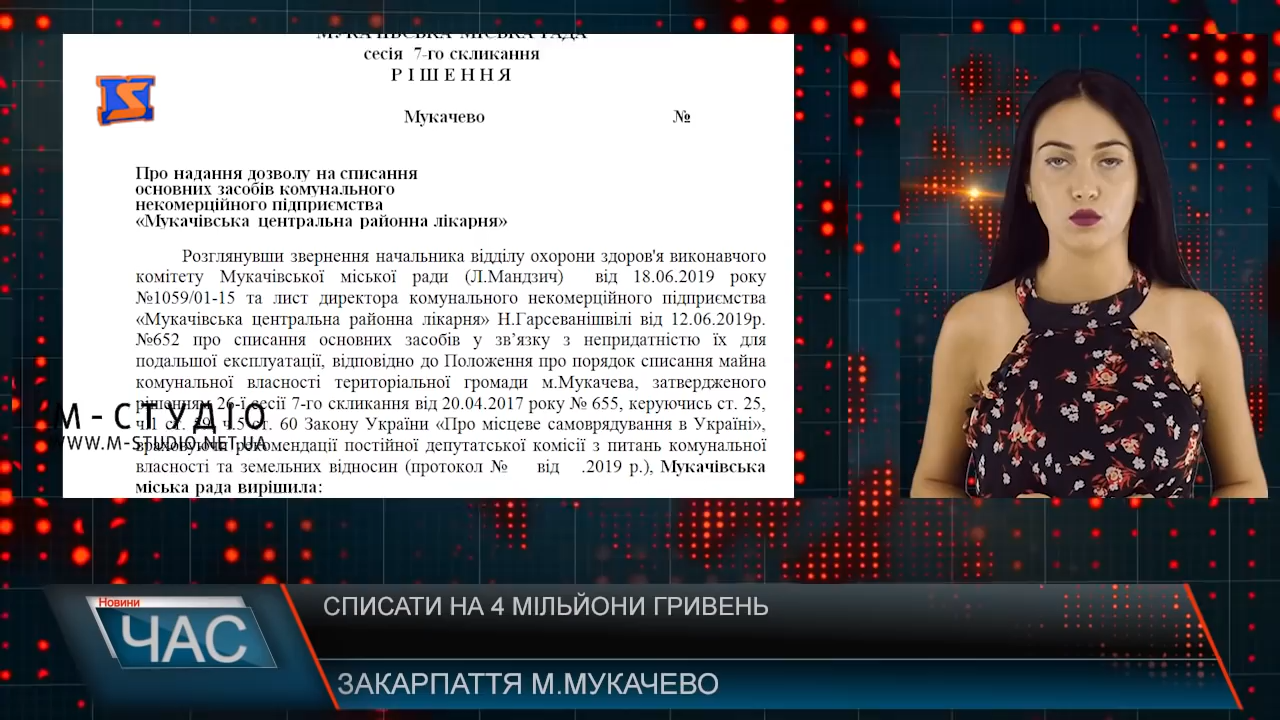 МУКАЧІВСЬКА МІСЬКА РАДА
сесія 7-го скликання
Р І Ш Е Н Н Я
Мукачево №
Про надання дозволу на списання
основних засобів комунального
некомерційного підприємства
«Мукачівська центральна районна лікарня»
Розглянувши звернення начальника відділу охорони здоров'я виконавчого
комітету Мукачівської міської ради (Л.Мандзич) від 18.06.2019 року
№1059/01-15 та лист директора комунального некомерційного підприємства
«Мукачівська центральна районна лікарня» Н.Гарсеванішвілі від 12.06.2019р.
№652 про списання основних засобів у зв’язку з непридатністю їх для
подальшої експлуатації, відповідно до Положення про порядок списання майна
комунальної власності територіальної громади м.Мукачева, затвердженого
рішенням 26-ї сесії 7-го скликання від 20.04.2017 року № 655, керуючись ст. 25,
ст. 60 Закону України «Про місцеве самоврядування в Україні»,
враховуючи рекомендації постійної депутатської комісії з питань комунальної
власності та земельних відносин (протокол № від .2019 р.), Мукачівська
міська рада вирішила:
М-СТУДІО
WWW.M-STUDIO.NET.UA
Новини
ЧАС
СПИСАТИ НА 4 МІЛЬЙОНИ ГРИВЕНЬ
ЗАКАРПАТТЯ М.МУКАЧЕВО